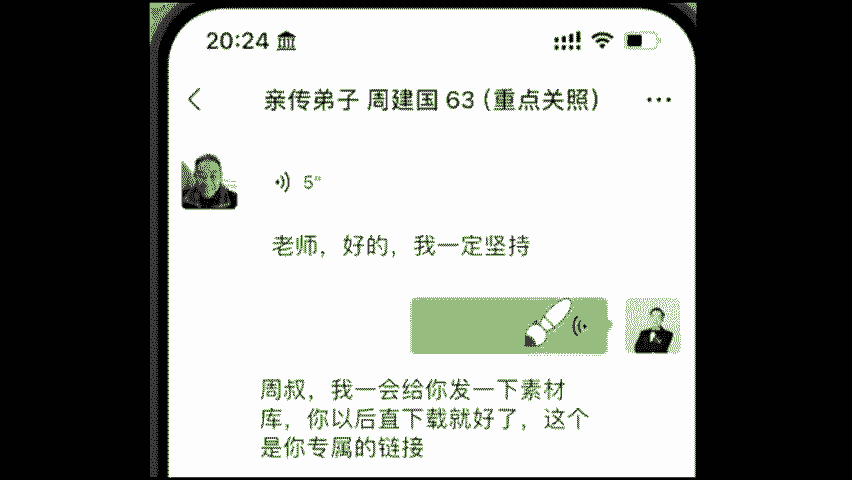 20:24
亲传弟子 周建国 63（重点关照）
5"
老师，好的，我一定坚持
周叔，我一会给你发一下素材
库，你以后直下载就好了，这个
是你专属的链接